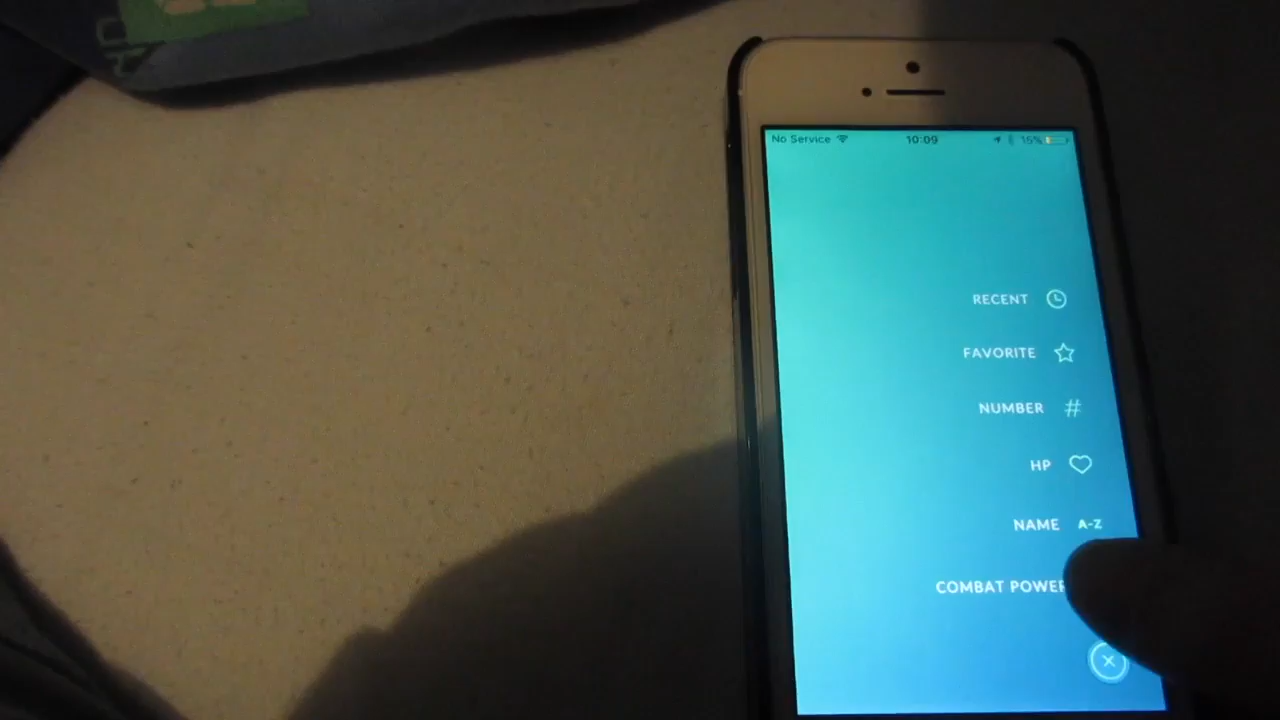 No Service 10:09 15%
RECENT
FAVORITE
NUMBER #
HP
NAME A-Z
COMBAT POWER